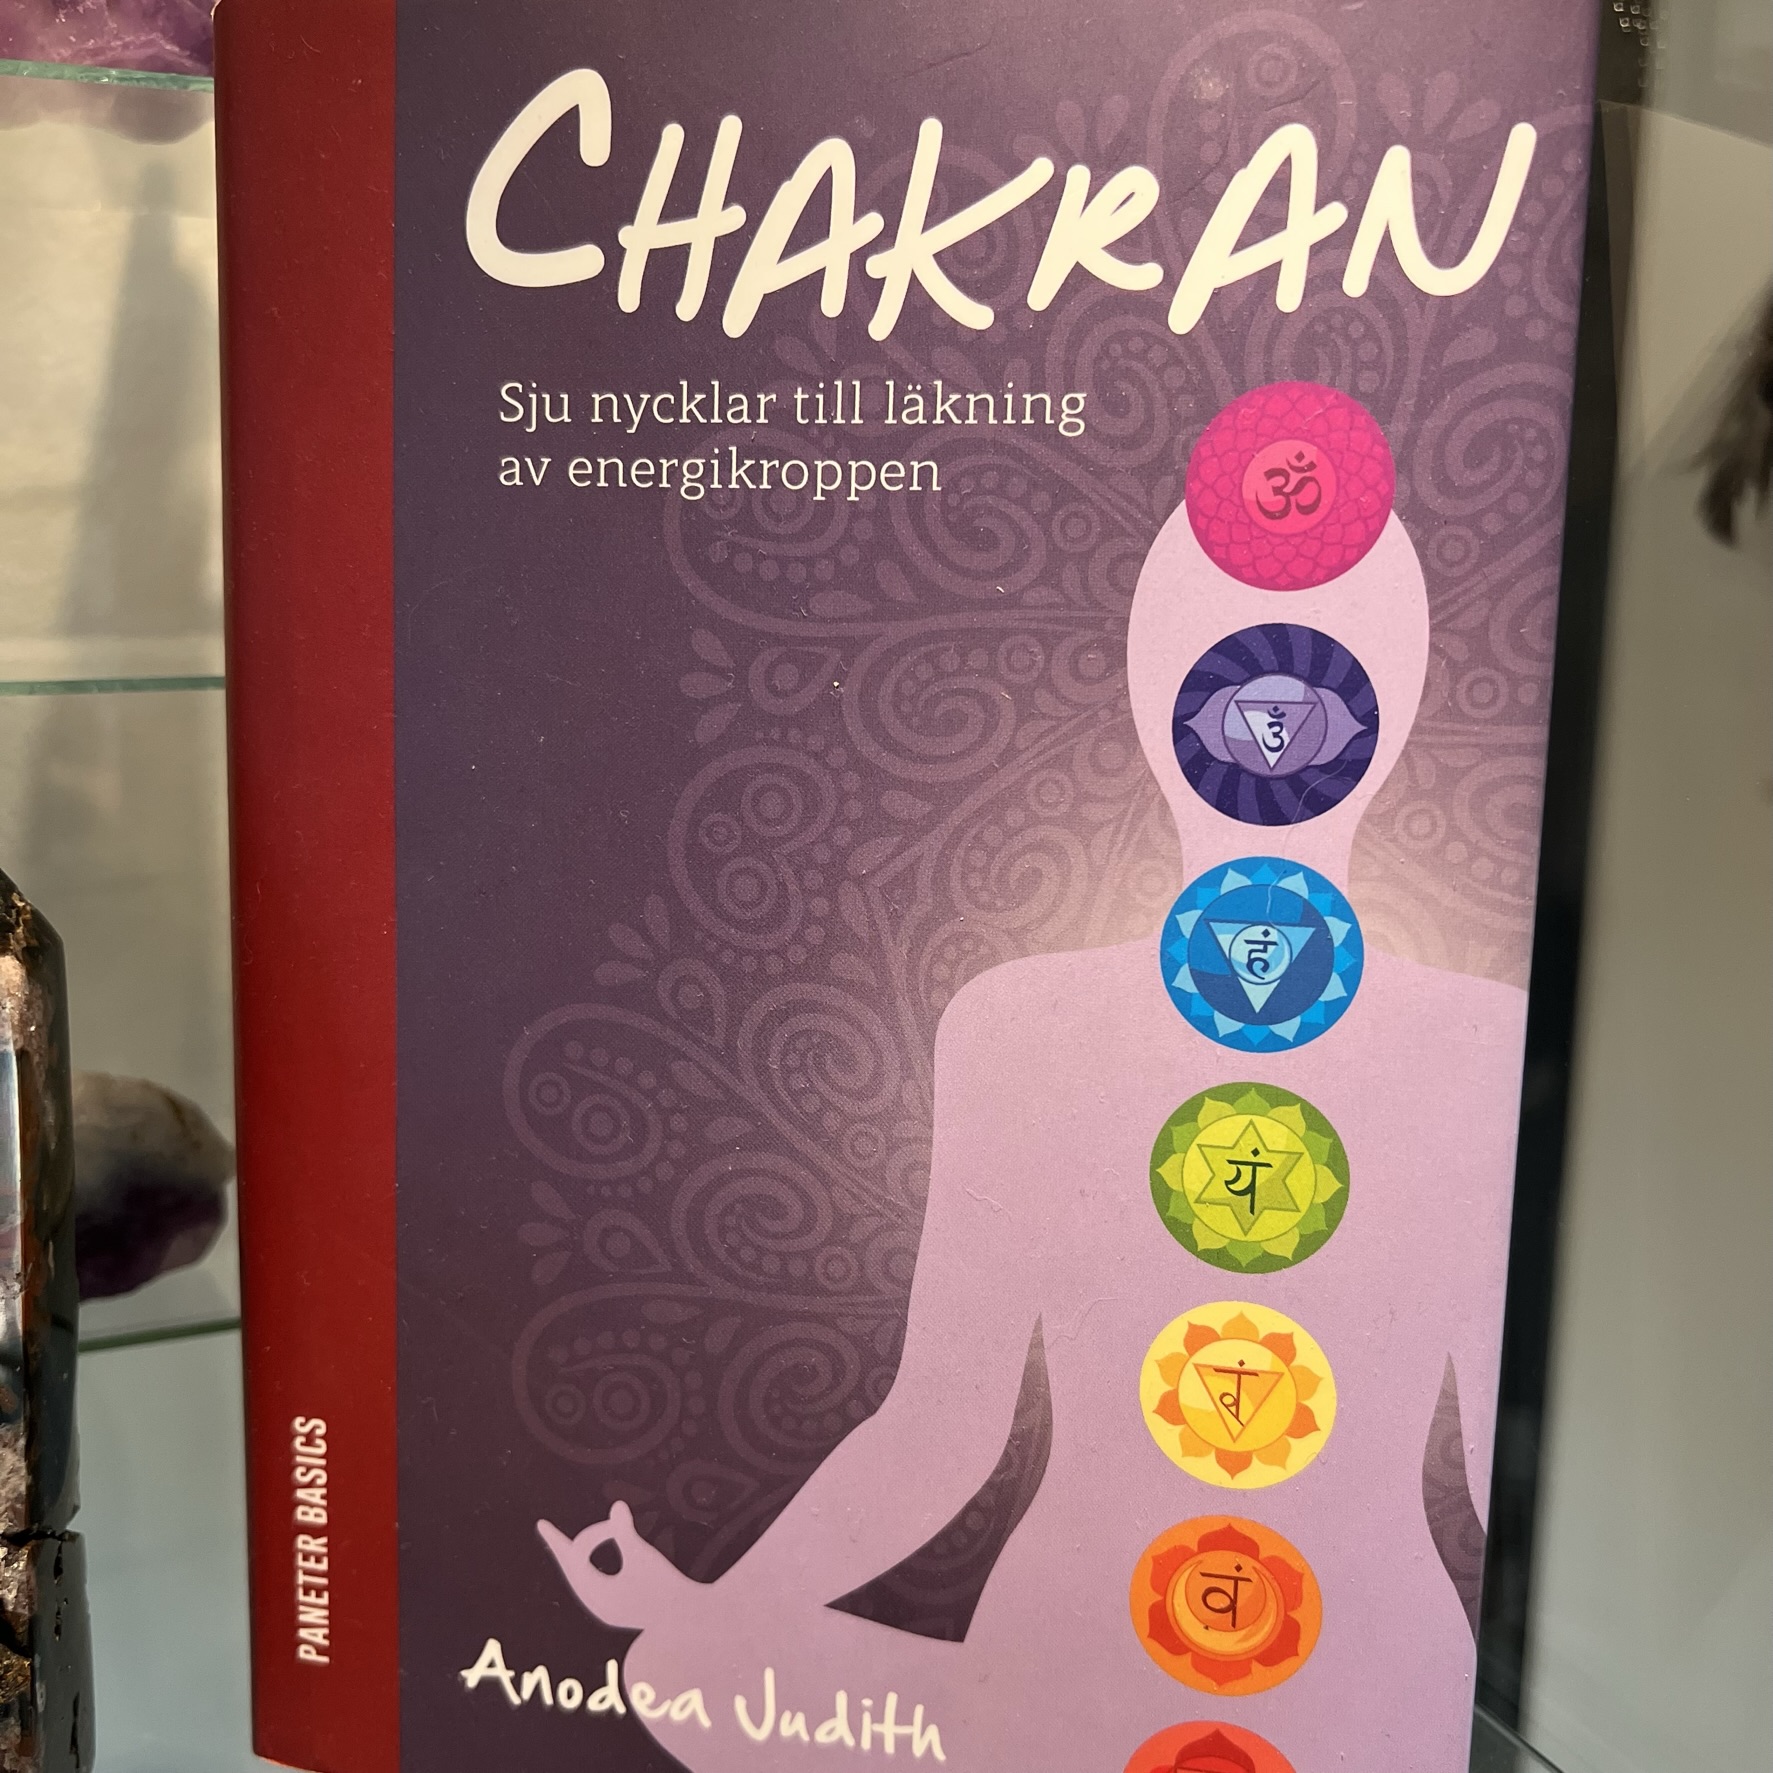 CHAKRAN
Sju nycklar till läkning
av energikroppen
ॐ
ॐ
हं
यं
वं
Anodea Judith
PANETER BASICS